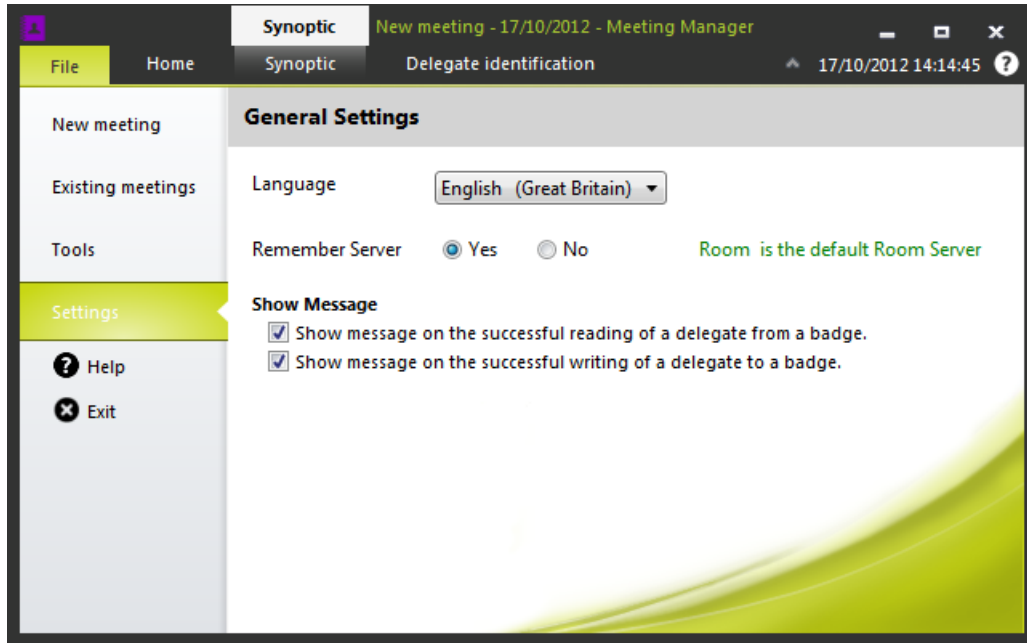 Synoptic New meeting - 17/10/2012 - Meeting Manager
File Home Synoptic Delegate identification 17/10/2012 14:14:45 ?
New meeting
Existing meetings
Tools
Settings
? Help
Exit
General Settings
Language English (Great Britain)
Remember Server Yes No Room is the default Room Server
Show Message
Show message on the successful reading of a delegate from a badge.
Show message on the successful writing of a delegate to a badge.